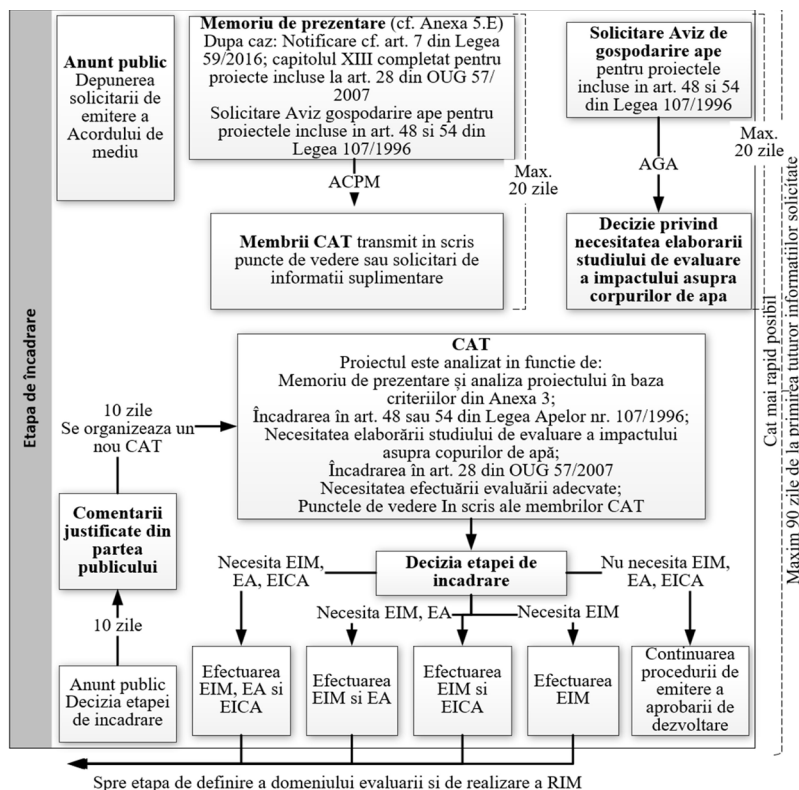 Etapa de încadrare
Anunt public
Depunerea
solicitarii de
emitere a
Acordului de
mediu
Memoriu de prezentare (cf. Anexa 5.E)
Dupa caz: Notificare cf. art. 7 din Legea
59/2016; capitolul XIII completat pentru
proiecte incluse la art. 28 din OUG 57/
2007
Solicitare Aviz gospodarire ape pentru
proiectele incluse in art. 48 si 54 din
Legea 107/1996
Solicitare Aviz de
gospodarire ape
pentru proiectele
incluse in art. 48 si 54
din Legea 107/1996
ACPM
Max.
20 zile
AGA
Max.
20 zile
Membrii CAT transmit in scris
puncte de vedere sau solicitari de
informatii suplimentare
Decizie privind
necesitatea elaborarii
studiului de evaluare
a impactului asupra
corpurilor de apa
Cat mai rapid posibil
Maxim 90 zile de la primirea tuturor informatiilor solicitate
CAT
Proiectul este analizat in functie de:
Memoriu de prezentare și analiza proiectului în baza
criteriilor din Anexa 3;
Încadrarea în art. 48 sau 54 din Legea Apelor nr. 107/1996;
Necesitatea elaborării studiului de evaluare a impactului
asupra copurilor de apă;
Încadrarea în art. 28 din OUG 57/2007
Necesitatea efectuării evaluării adecvate;
Punctele de vedere In scris ale membrilor CAT
10 zile
Se organizeaza un
nou CAT
Comentarii
justificate din
partea
publicului
10 zile
Anunt public
Decizia etapei
de incadrare
Decizia etapei de
incadrare
Necesita EIM,
EA, EICA
Nu necesita EIM,
EA, EICA
Necesita EIM, EA
Necesita EIM
Efectuarea
EIM, EA si
EICA
Efectuarea
EIM si EA
Efectuarea
EIM si
EICA
Efectuarea
EIM
Continuarea
procedurii de
emitere a
aprobarii de
dezvoltare
Spre etapa de definire a domeniului evaluarii si de realizare a RIM